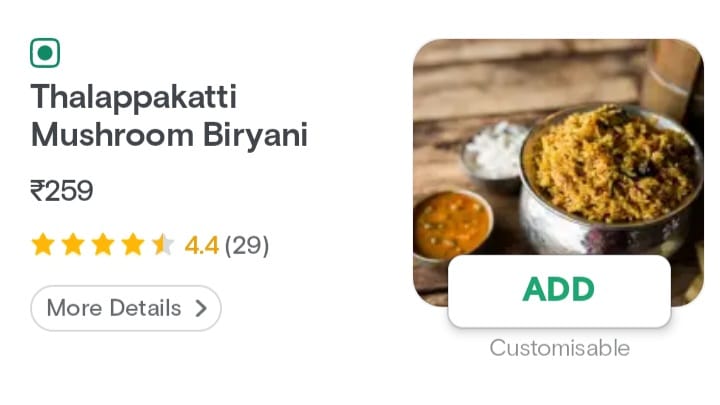 Thalappakatti
Mushroom Biryani
₹259
4.4 (29)
More Details
ADD
Customisable